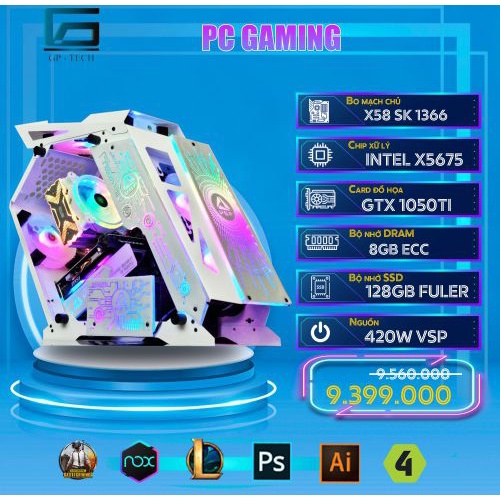 GP-TECH
PC GAMING
Bo mạch chủ
X58 SK 1366
Chip xử lý
INTEL X5675
Card đồ họa
GTX 1050TI
Bộ nhớ DRAM
8GB ECC
Bộ nhớ SSD
SSD
128GB FULER
Nguồn
420W VSP
9.560.000
9.399.000
nox
L
Ps
Ai
4